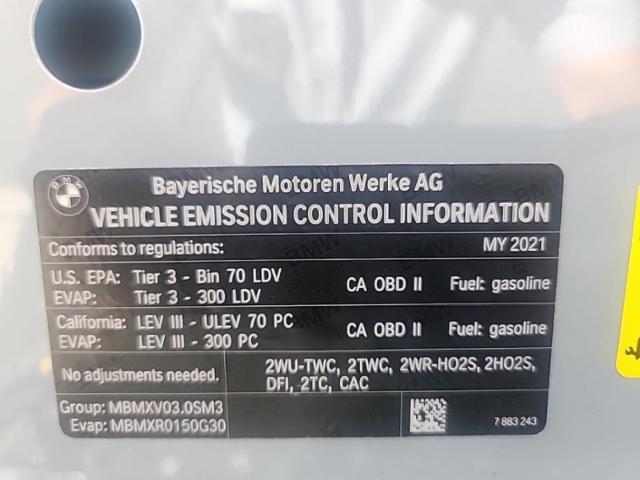 BMW
Bayerische Motoren Werke AG
VEHICLE EMISSION CONTROL INFORMATION
Conforms to regulations: MY 2021
U.S. EPA: Tier 3 - Bin 70 LDV CA OBD II Fuel: gasoline
EVAP: Tier 3 - 300 LDV
California: LEV III - ULEV 70 PC CA OBD II Fuel: gasoline
EVAP: LEV III - 300 PC
No adjustments needed. 2WU-TWC, 2TWC, 2WR-HO2S, 2HO2S,
DFI, 2TC, CAC
Group: MBMXV03.0SM3
Evap: MBMXR0150G30
7 883 243